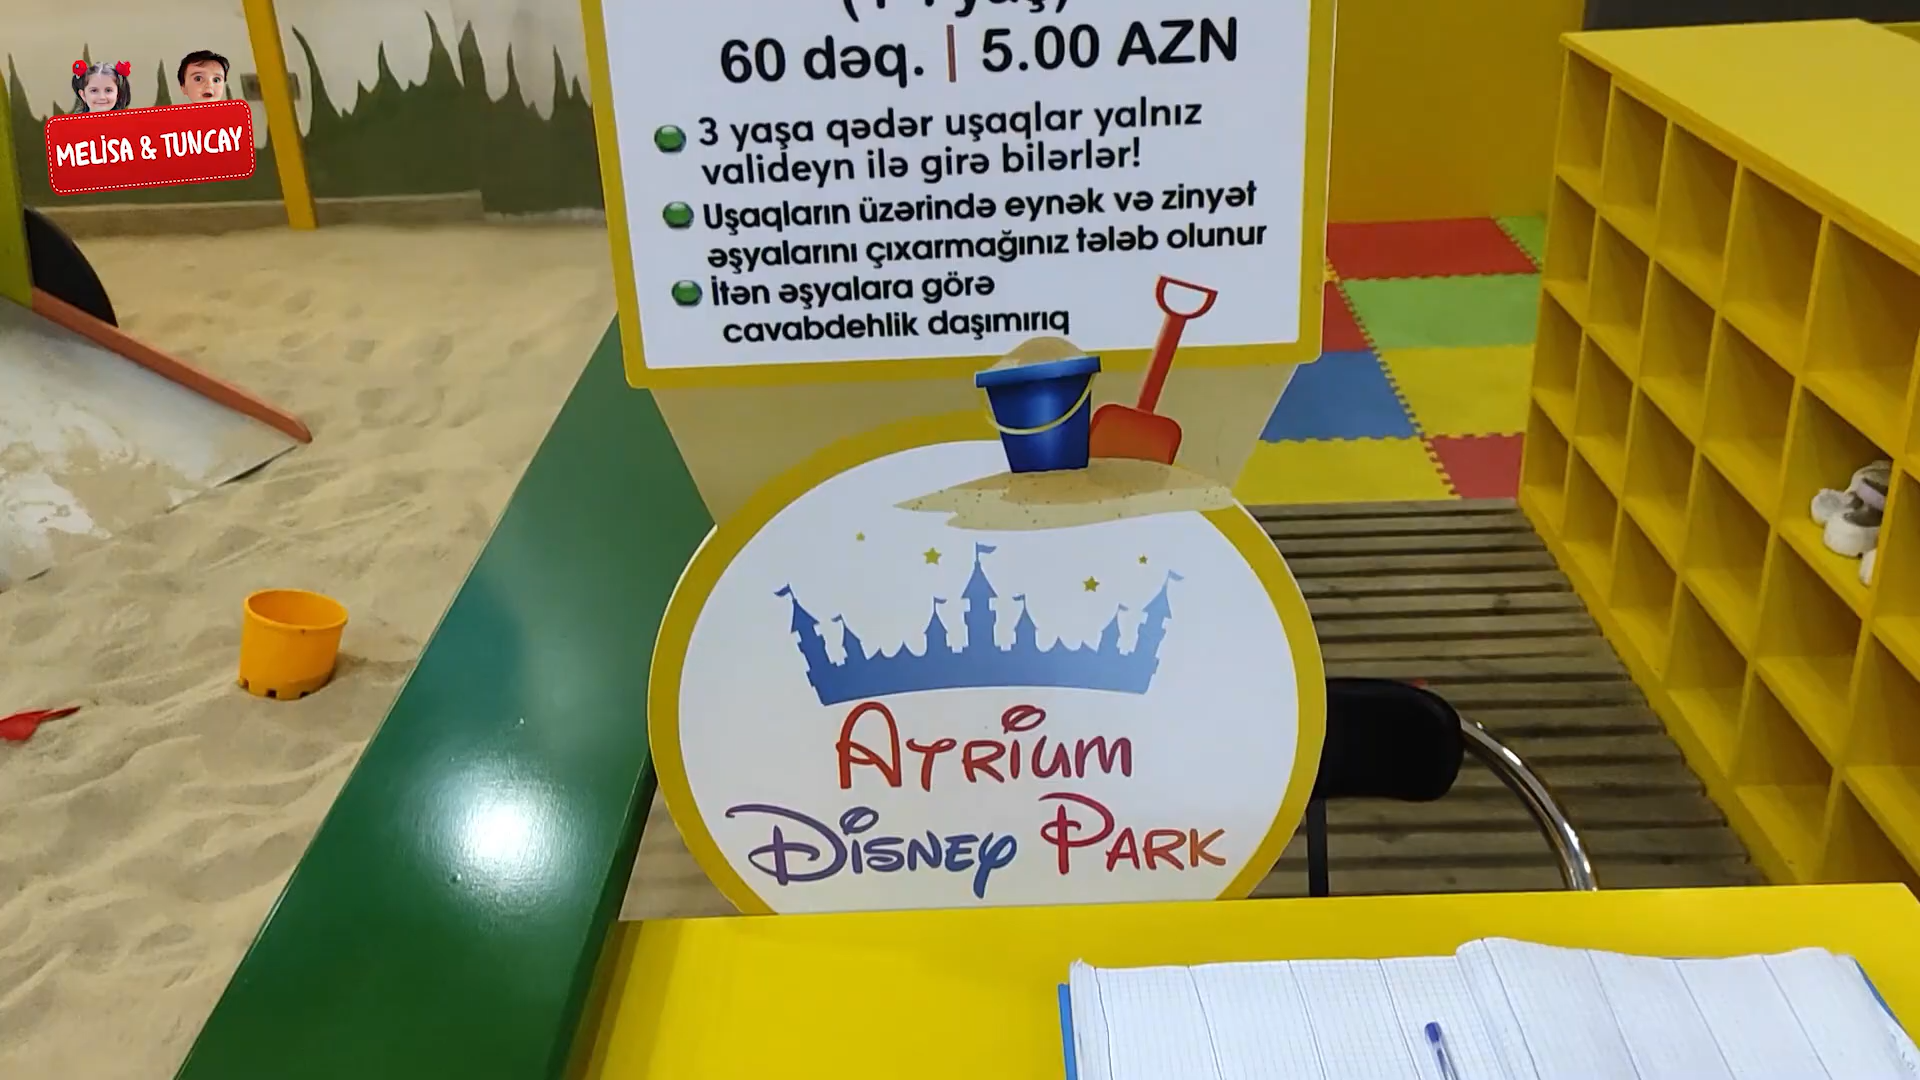 MELİSA & TUNCAY
60 dəq. | 5.00 AZN
3 yaşa qədər uşaqlar yalnız
valideyn ilə girə bilərlər!
Uşaqların üzərində eynək və zinyət
əşyalarını çıxarmağınız tələb olunur
İtən əşyalara görə
cavabdehlik daşımırıq
ATRIUM
DISNEY PARK